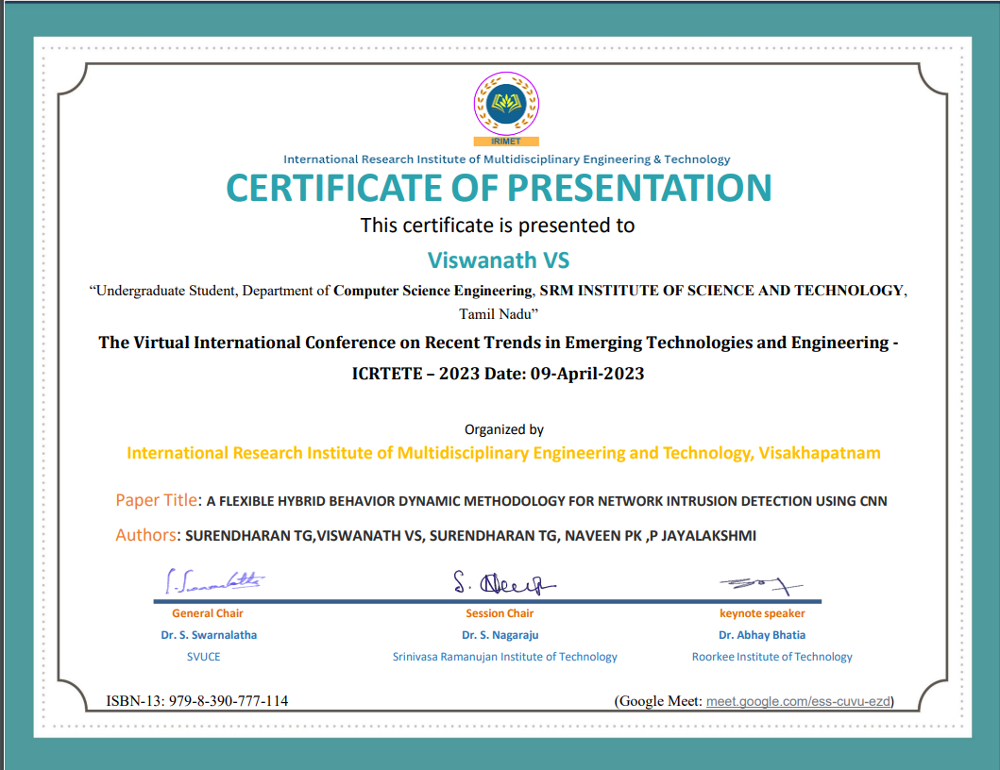 IRIMET
International Research Institute of Multidisciplinary Engineering & Technology
CERTIFICATE OF PRESENTATION
This certificate is presented to
Viswanath VS
“Undergraduate Student, Department of Computer Science Engineering, SRM INSTITUTE OF SCIENCE AND TECHNOLOGY,
Tamil Nadu”
The Virtual International Conference on Recent Trends in Emerging Technologies and Engineering -
ICRTETE – 2023 Date: 09-April-2023
Organized by
International Research Institute of Multidisciplinary Engineering and Technology, Visakhapatnam
Paper Title: A FLEXIBLE HYBRID BEHAVIOR DYNAMIC METHODOLOGY FOR NETWORK INTRUSION DETECTION USING CNN
Authors: SURENDHARAN TG,VISWANATH VS, SURENDHARAN TG, NAVEEN PK ,P JAYALAKSHMI
General Chair Session Chair keynote speaker
Dr. S. Swarnalatha Dr. S. Nagaraju Dr. Abhay Bhatia
SVUCE Srinivasa Ramanujan Institute of Technology Roorkee Institute of Technology
ISBN-13: 979-8-390-777-114 (Google Meet: meet.google.com/ess-cuvu-ezd)